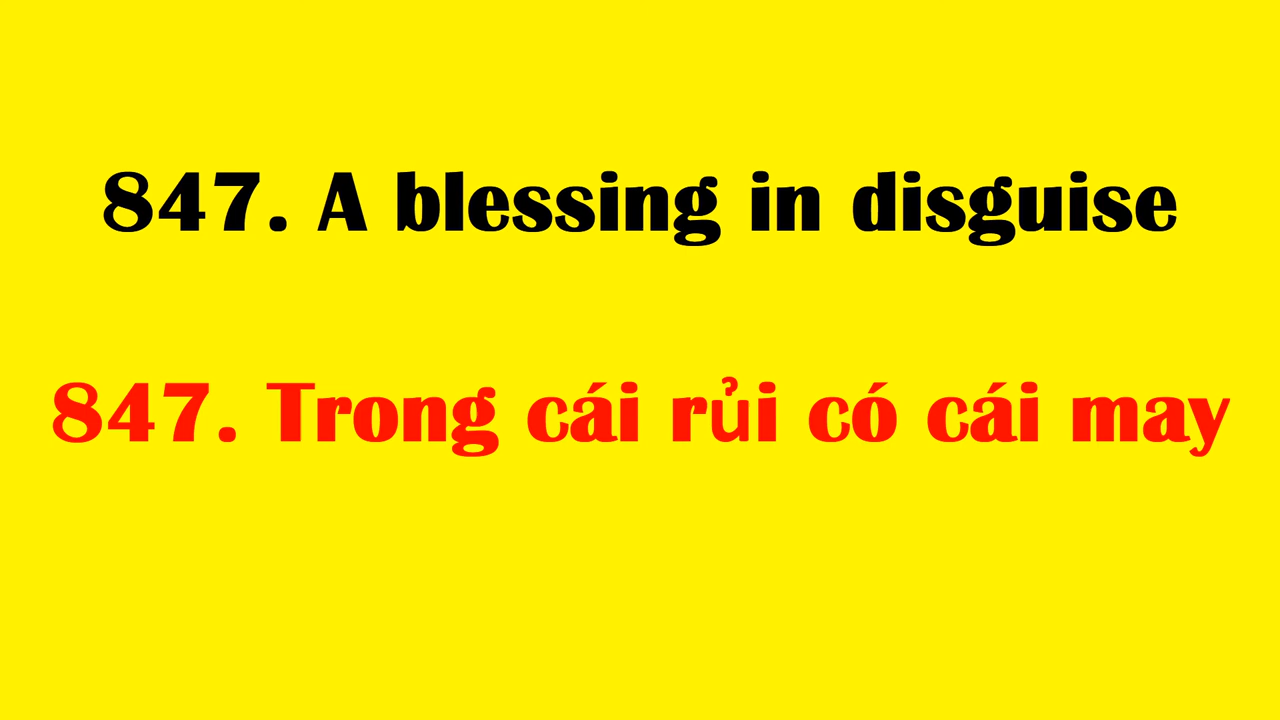 847. A blessing in disguise
847. Trong cái rủi có cái may